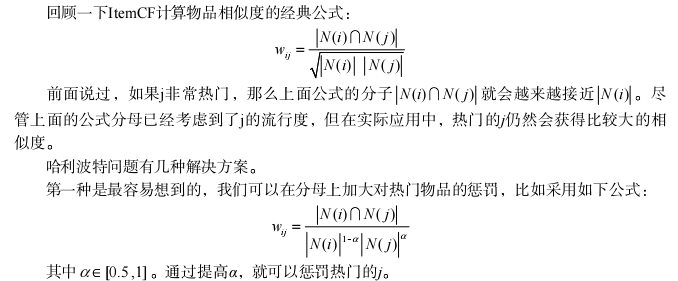 回顾一下ItemCF计算物品相似度的经典公式：
w_{ij} = \frac{|N(i)∩N(j)|}{\sqrt{|N(i)| |N(j)|}}
前面说过，如果j非常热门，那么上面公式的分子|N(i)∩N(j)|就会越来越接近|N(i)|。尽
管上面的公式分母已经考虑到了j的流行度，但在实际应用中，热门的j仍然会获得比较大的相
似度。
哈利波特问题有几种解决方案。
第一种是最容易想到的，我们可以在分母上加大对热门物品的惩罚，比如采用如下公式：
w_{ij} = \frac{|N(i)∩N(j)|}{|N(i)|^{1-α}|N(j)|^{α}}
其中 α∈[0.5,1]。通过提高α，就可以惩罚热门的j。